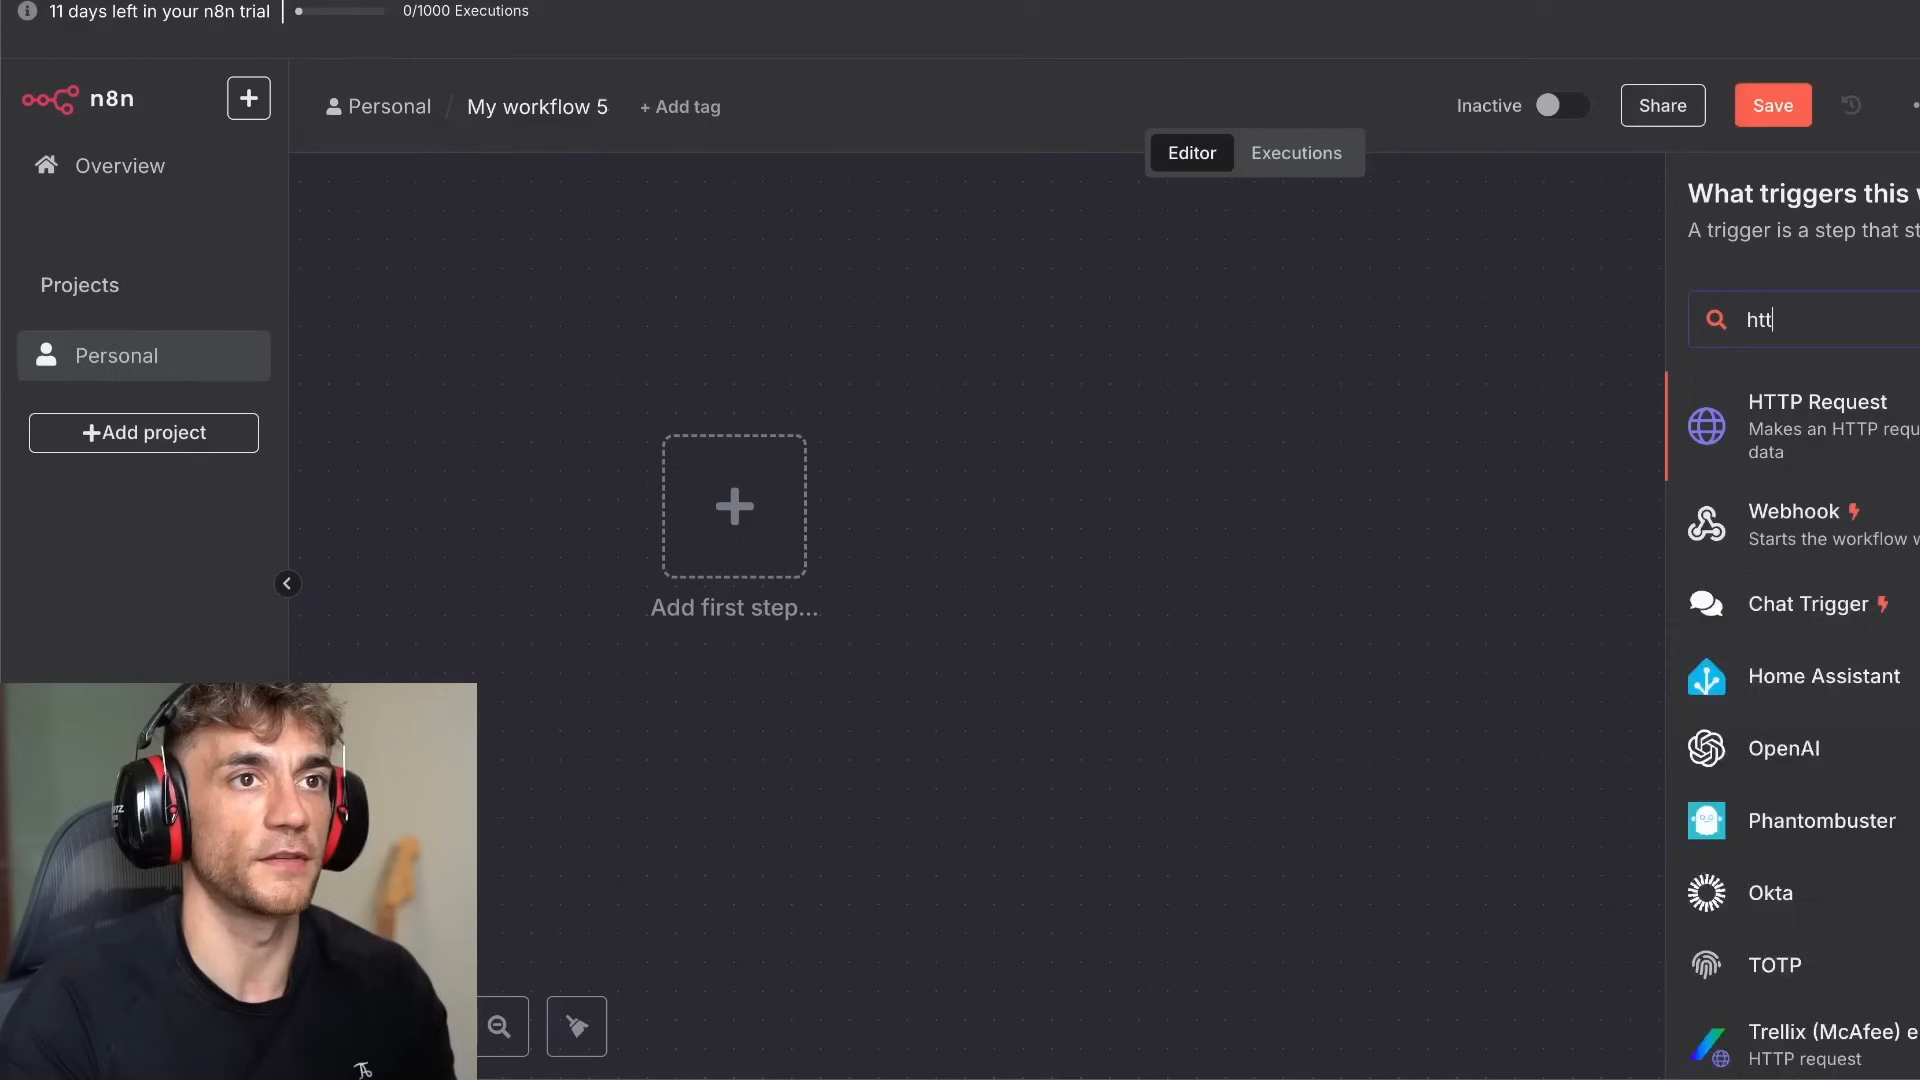 11 days left in your n8n trial
0/1000 Executions
n8n
Overview
Projects
Personal
Add project
Personal / My workflow 5 + Add tag
Inactive
Share
Save
Editor
Executions
Add first step...
What triggers this
A trigger is a step that
htt
HTTP Request
Makes an HTTP
data
Webhook
Starts the workflow
Chat Trigger
Home Assistant
OpenAI
Phantombuster
Okta
TOTP
Trellix (McAfee)
HTTP request